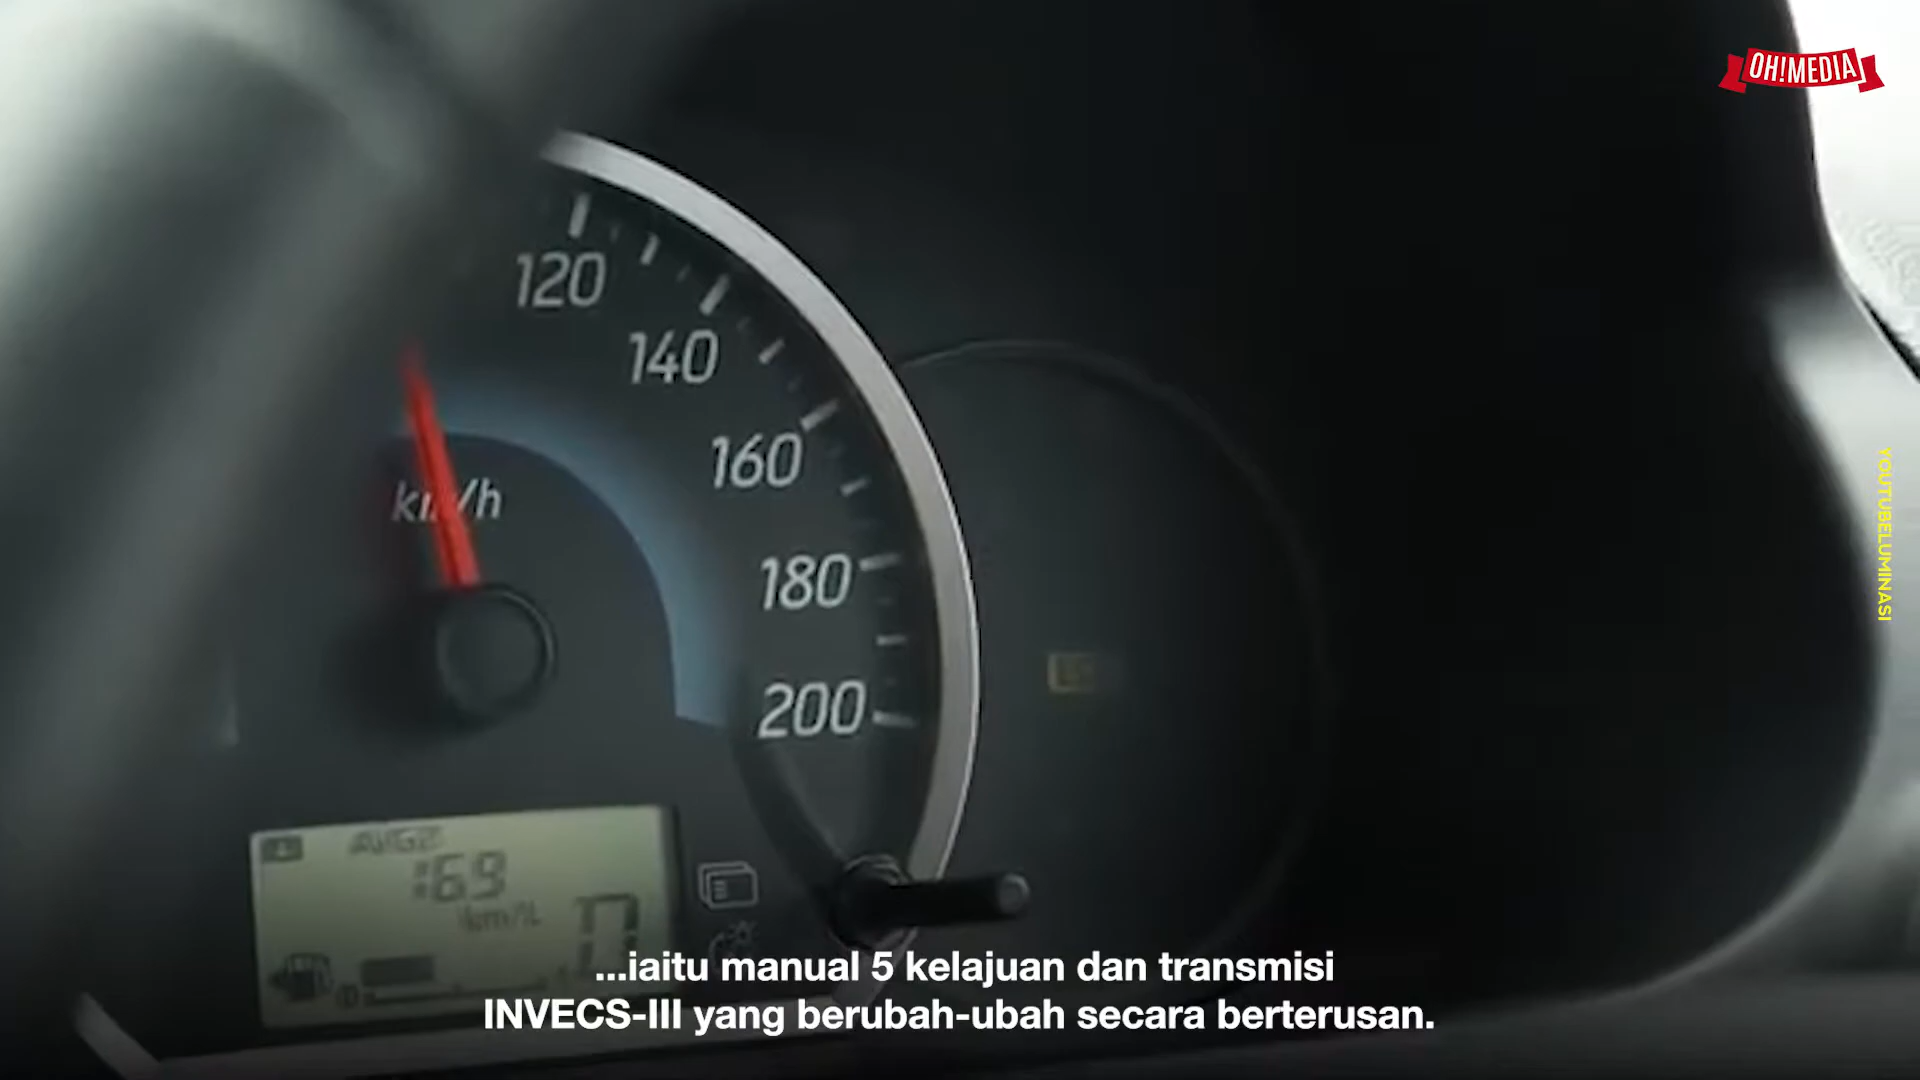 OH!MEDIA
120
140
160
180
200
km/h
YOUTUBELUMINASI
...iaitu manual 5 kelajuan dan transmisi
INVECS-III yang berubah-ubah secara berterusan.